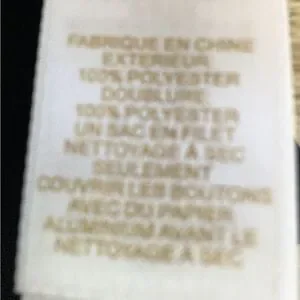 FABRIQUE EN CHINE
EXTERIEUR
100% POLYESTER
DOUBLURE
100% POLYESTER
UN SAC EN FILET
NETTOYAGE À SEC
SEULEMENT
COUVRIR LES BOUTONS
AVEC DU PAPIER
ALUMINIUM AVANT LE
NETTOYAGE À SEC